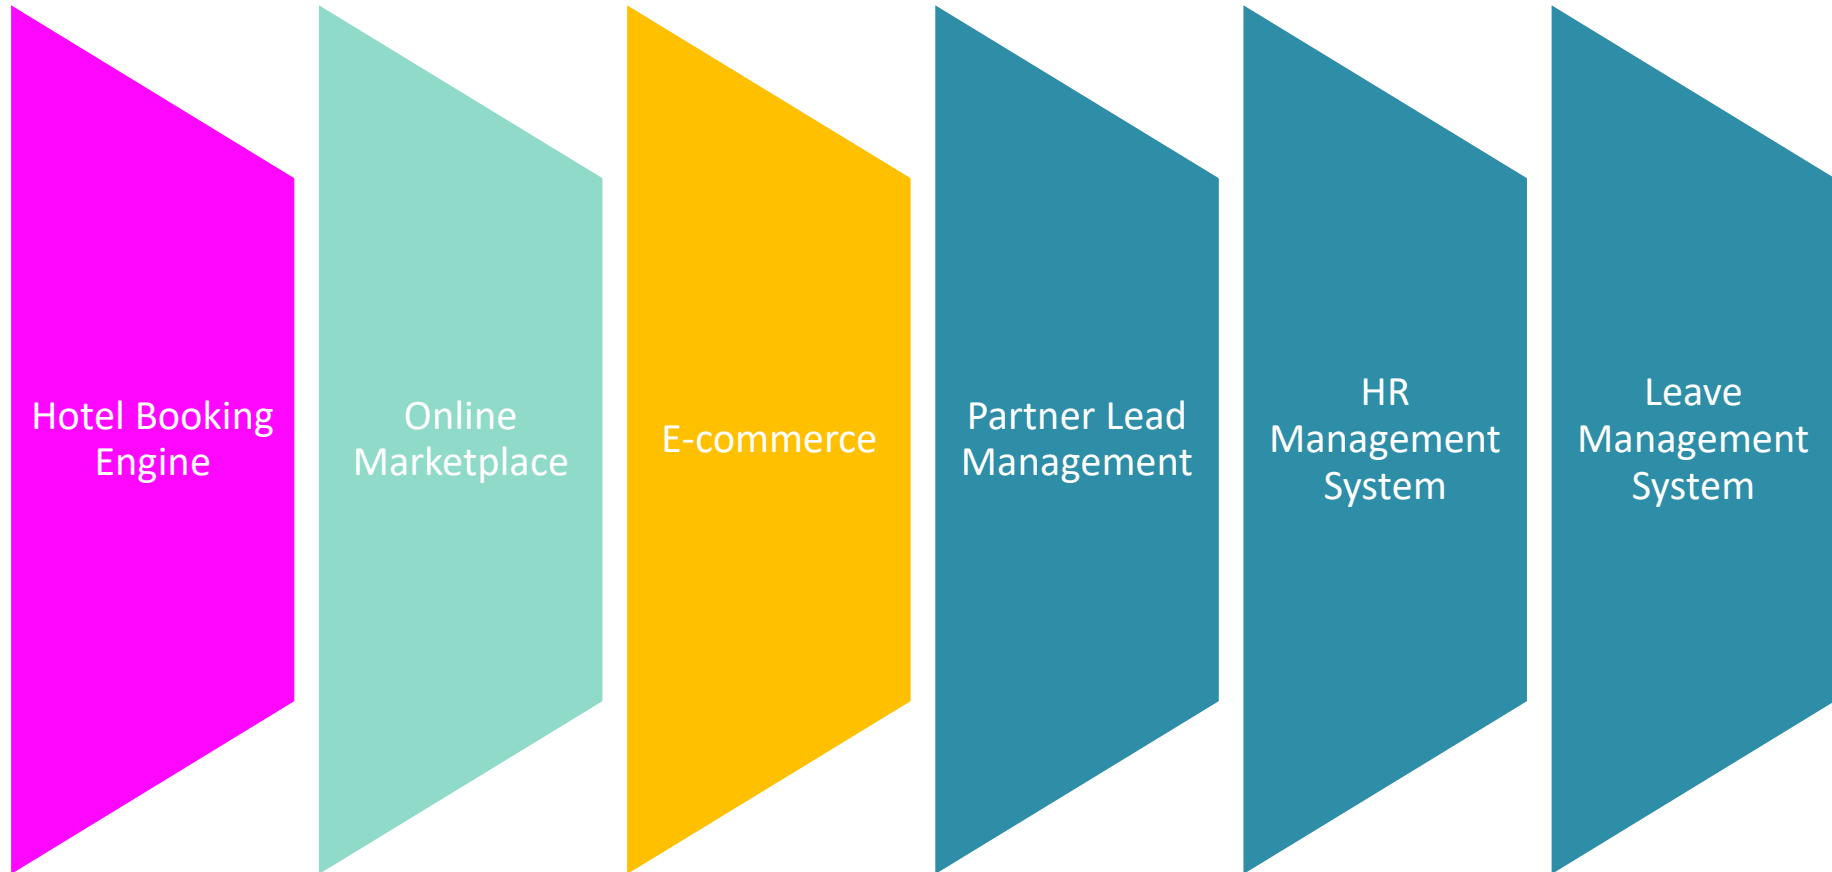 Hotel Booking
Engine
Online
Marketplace
E-commerce
Partner Lead
Management
HR
Management
System
Leave
Management
System